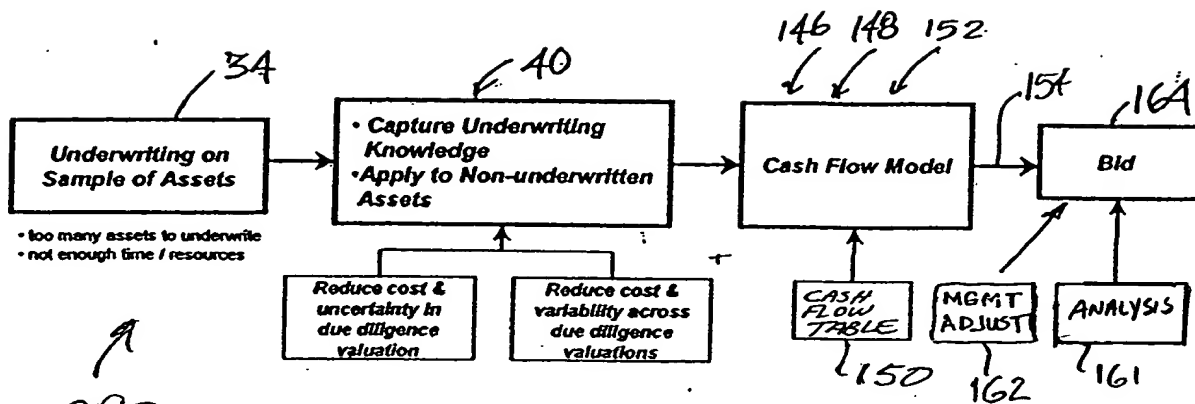 146 148 152
34
40
154
164
Underwriting on
Sample of Assets
• Capture Underwriting
Knowledge
• Apply to Non-underwritten
Assets
Cash Flow Model
Bid
• too many assets to underwrite
• not enough time / resources
Reduce cost &
uncertainty in
due diligence
valuation
Reduce cost &
variability across
due diligence
valuations
CASH
FLOW
TABLE
MGMT
ADJUST
ANALYSIS
150
162
161